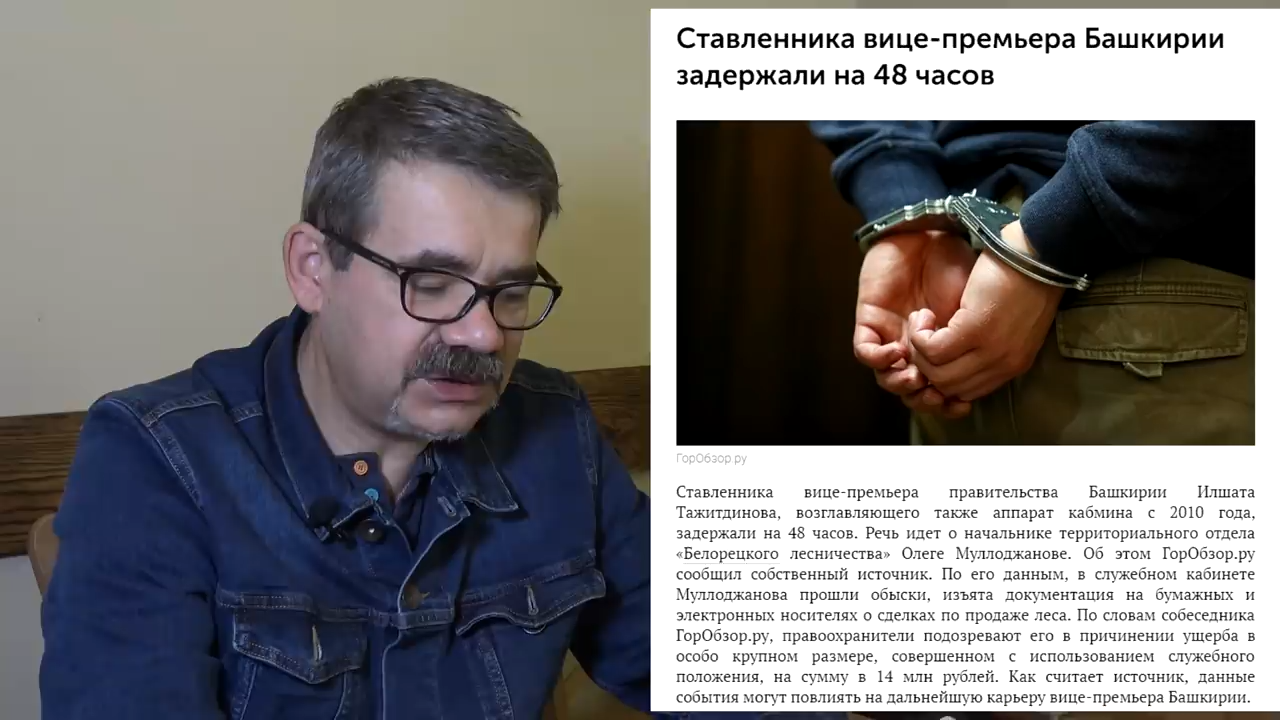 Ставленника вице-премьера Башкирии
задержали на 48 часов
ГорОбзор.ру
Ставленника вице-премьера правительства Башкирии Илшата
Тажитдинова, возглавляющего также аппарат кабмина с 2010 года,
задержали на 48 часов. Речь идет о начальнике территориального отдела
«Белорецкого лесничества» Олеге Муллоджанове. Об этом ГорОбзор.ру
сообщил собственный источник. По его данным, в служебном кабинете
Муллоджанова прошли обыски, изъята документация на бумажных и
электронных носителях о сделках по продаже леса. По словам собеседника
ГорОбзор.ру, правоохранители подозревают его в причинении ущерба в
особо крупном размере, совершенном с использованием служебного
положения, на сумму в 14 млн рублей. Как считает источник, данные
события могут повлиять на дальнейшую карьеру вице-премьера Башкирии.